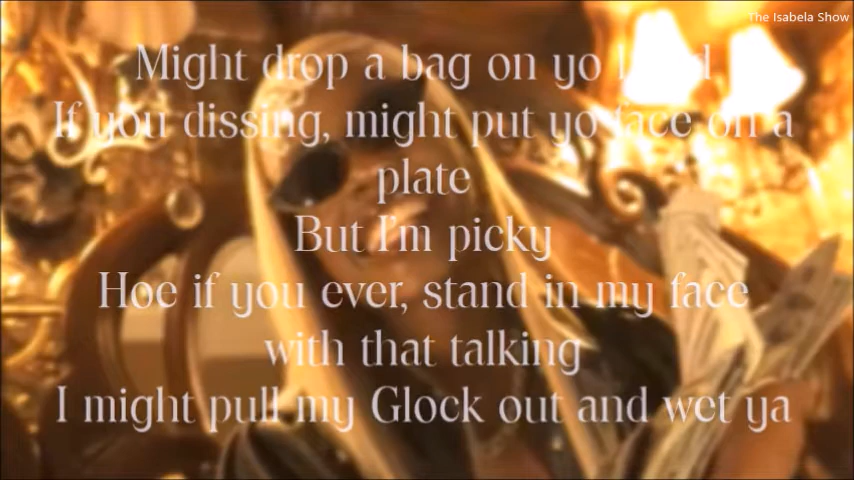 The Isabela Show
Might drop a bag on yo
If you dissing, might put yo face on a
plate
But I'm picky
Hoe if you ever, stand in my face
with that talking
I might pull my Glock out and wet ya